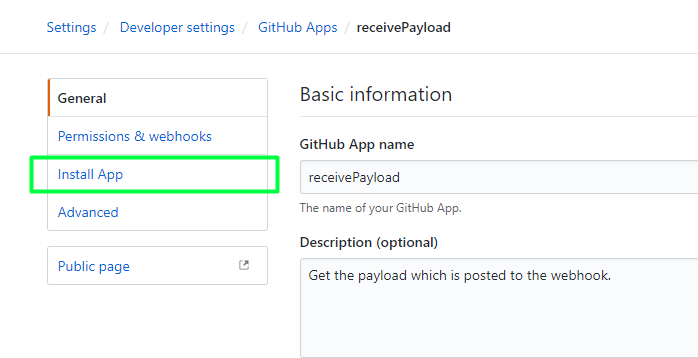 Settings / Developer settings / GitHub Apps / receivePayload
General
Permissions & webhooks
Install App
Advanced
Public page
Basic information
GitHub App name
receivePayload
The name of your GitHub App.
Description (optional)
Get the payload which is posted to the webhook.